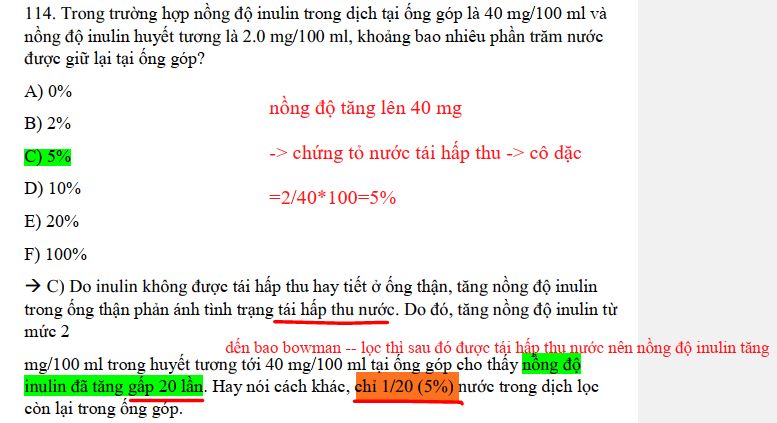 114. Trong trường hợp nồng độ inulin trong dịch tại ống góp là 40 mg/100 ml và
nồng độ inulin huyết tương là 2.0 mg/100 ml, khoảng bao nhiêu phần trăm nước
được giữ lại tại ống góp?
A) 0%
nồng độ tăng lên 40 mg
B) 2%
C) 5%
-> chứng tỏ nước tái hấp thu -> cô dặc
D) 10%
=2/40*100=5%
E) 20%
F) 100%
→ C) Do inulin không được tái hấp thu hay tiết ở ống thận, tăng nồng độ inulin
trong ống thận phản ánh tình trạng tái hấp thu nước. Do đó, tăng nồng độ inulin từ
mức 2
dến bao bowman -- lọc thì sau đó được tái hấp thu nước nên nồng độ inulin tăng
mg/100 ml trong huyết tương tới 40 mg/100 ml tại ống góp cho thấy nồng độ
inulin đã tăng gấp 20 lần. Hay nói cách khác, chỉ 1/20 (5%) nước trong dịch lọc
còn lại trong ống góp.